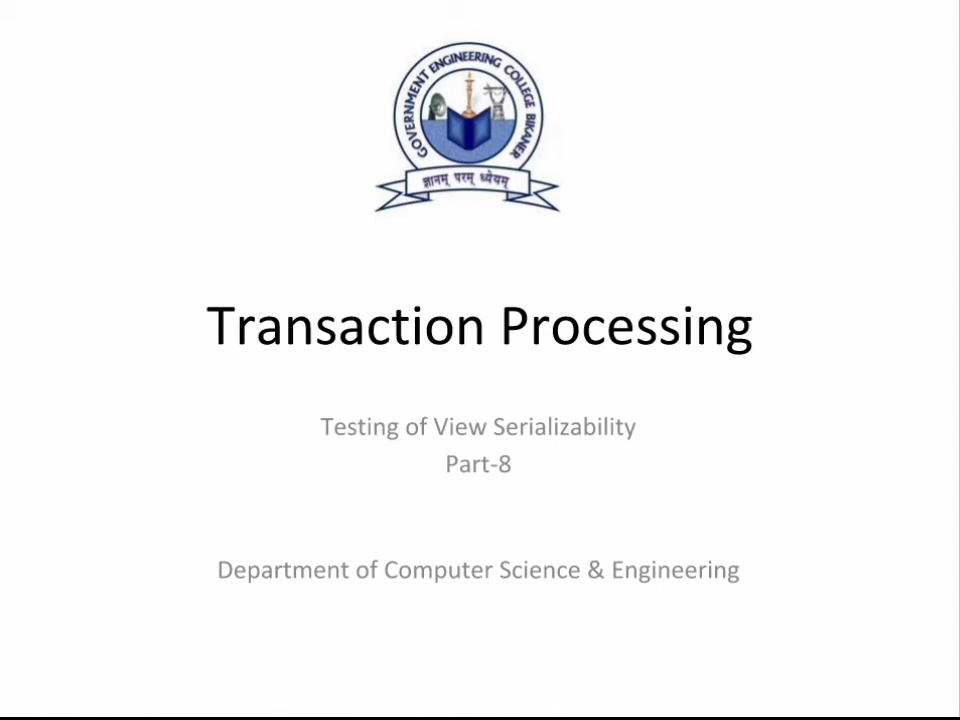 GOVERNMENT ENGINEERING COLLEGE BIKANER
ज्ञानम् परम् ध्येयम्
Transaction Processing
Testing of View Serializability
Part-8
Department of Computer Science & Engineering